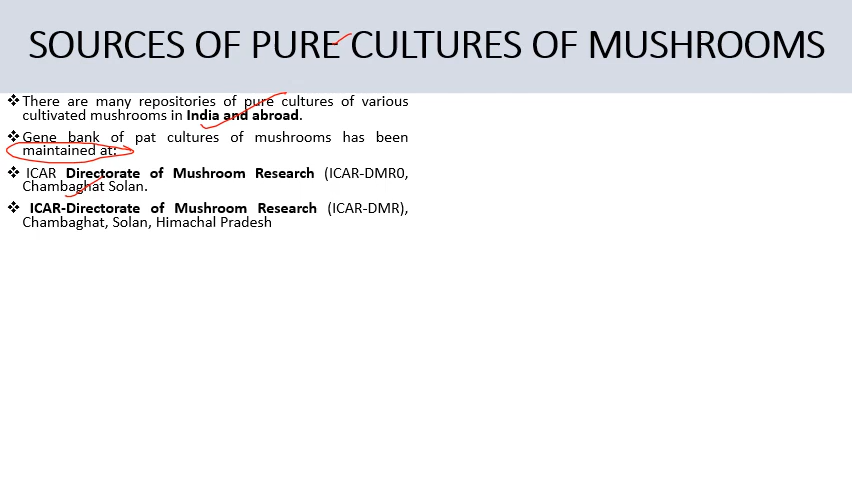 SOURCES OF PURE CULTURES OF MUSHROOMS
❖There are many repositories of pure cultures of various
cultivated mushrooms in India and abroad.
❖Gene bank of pat cultures of mushrooms has been
maintained at:
❖ ICAR Directorate of Mushroom Research (ICAR-DMR0,
Chambaghat Solan.
❖ ICAR-Directorate of Mushroom Research (ICAR-DMR),
Chambaghat, Solan, Himachal Pradesh